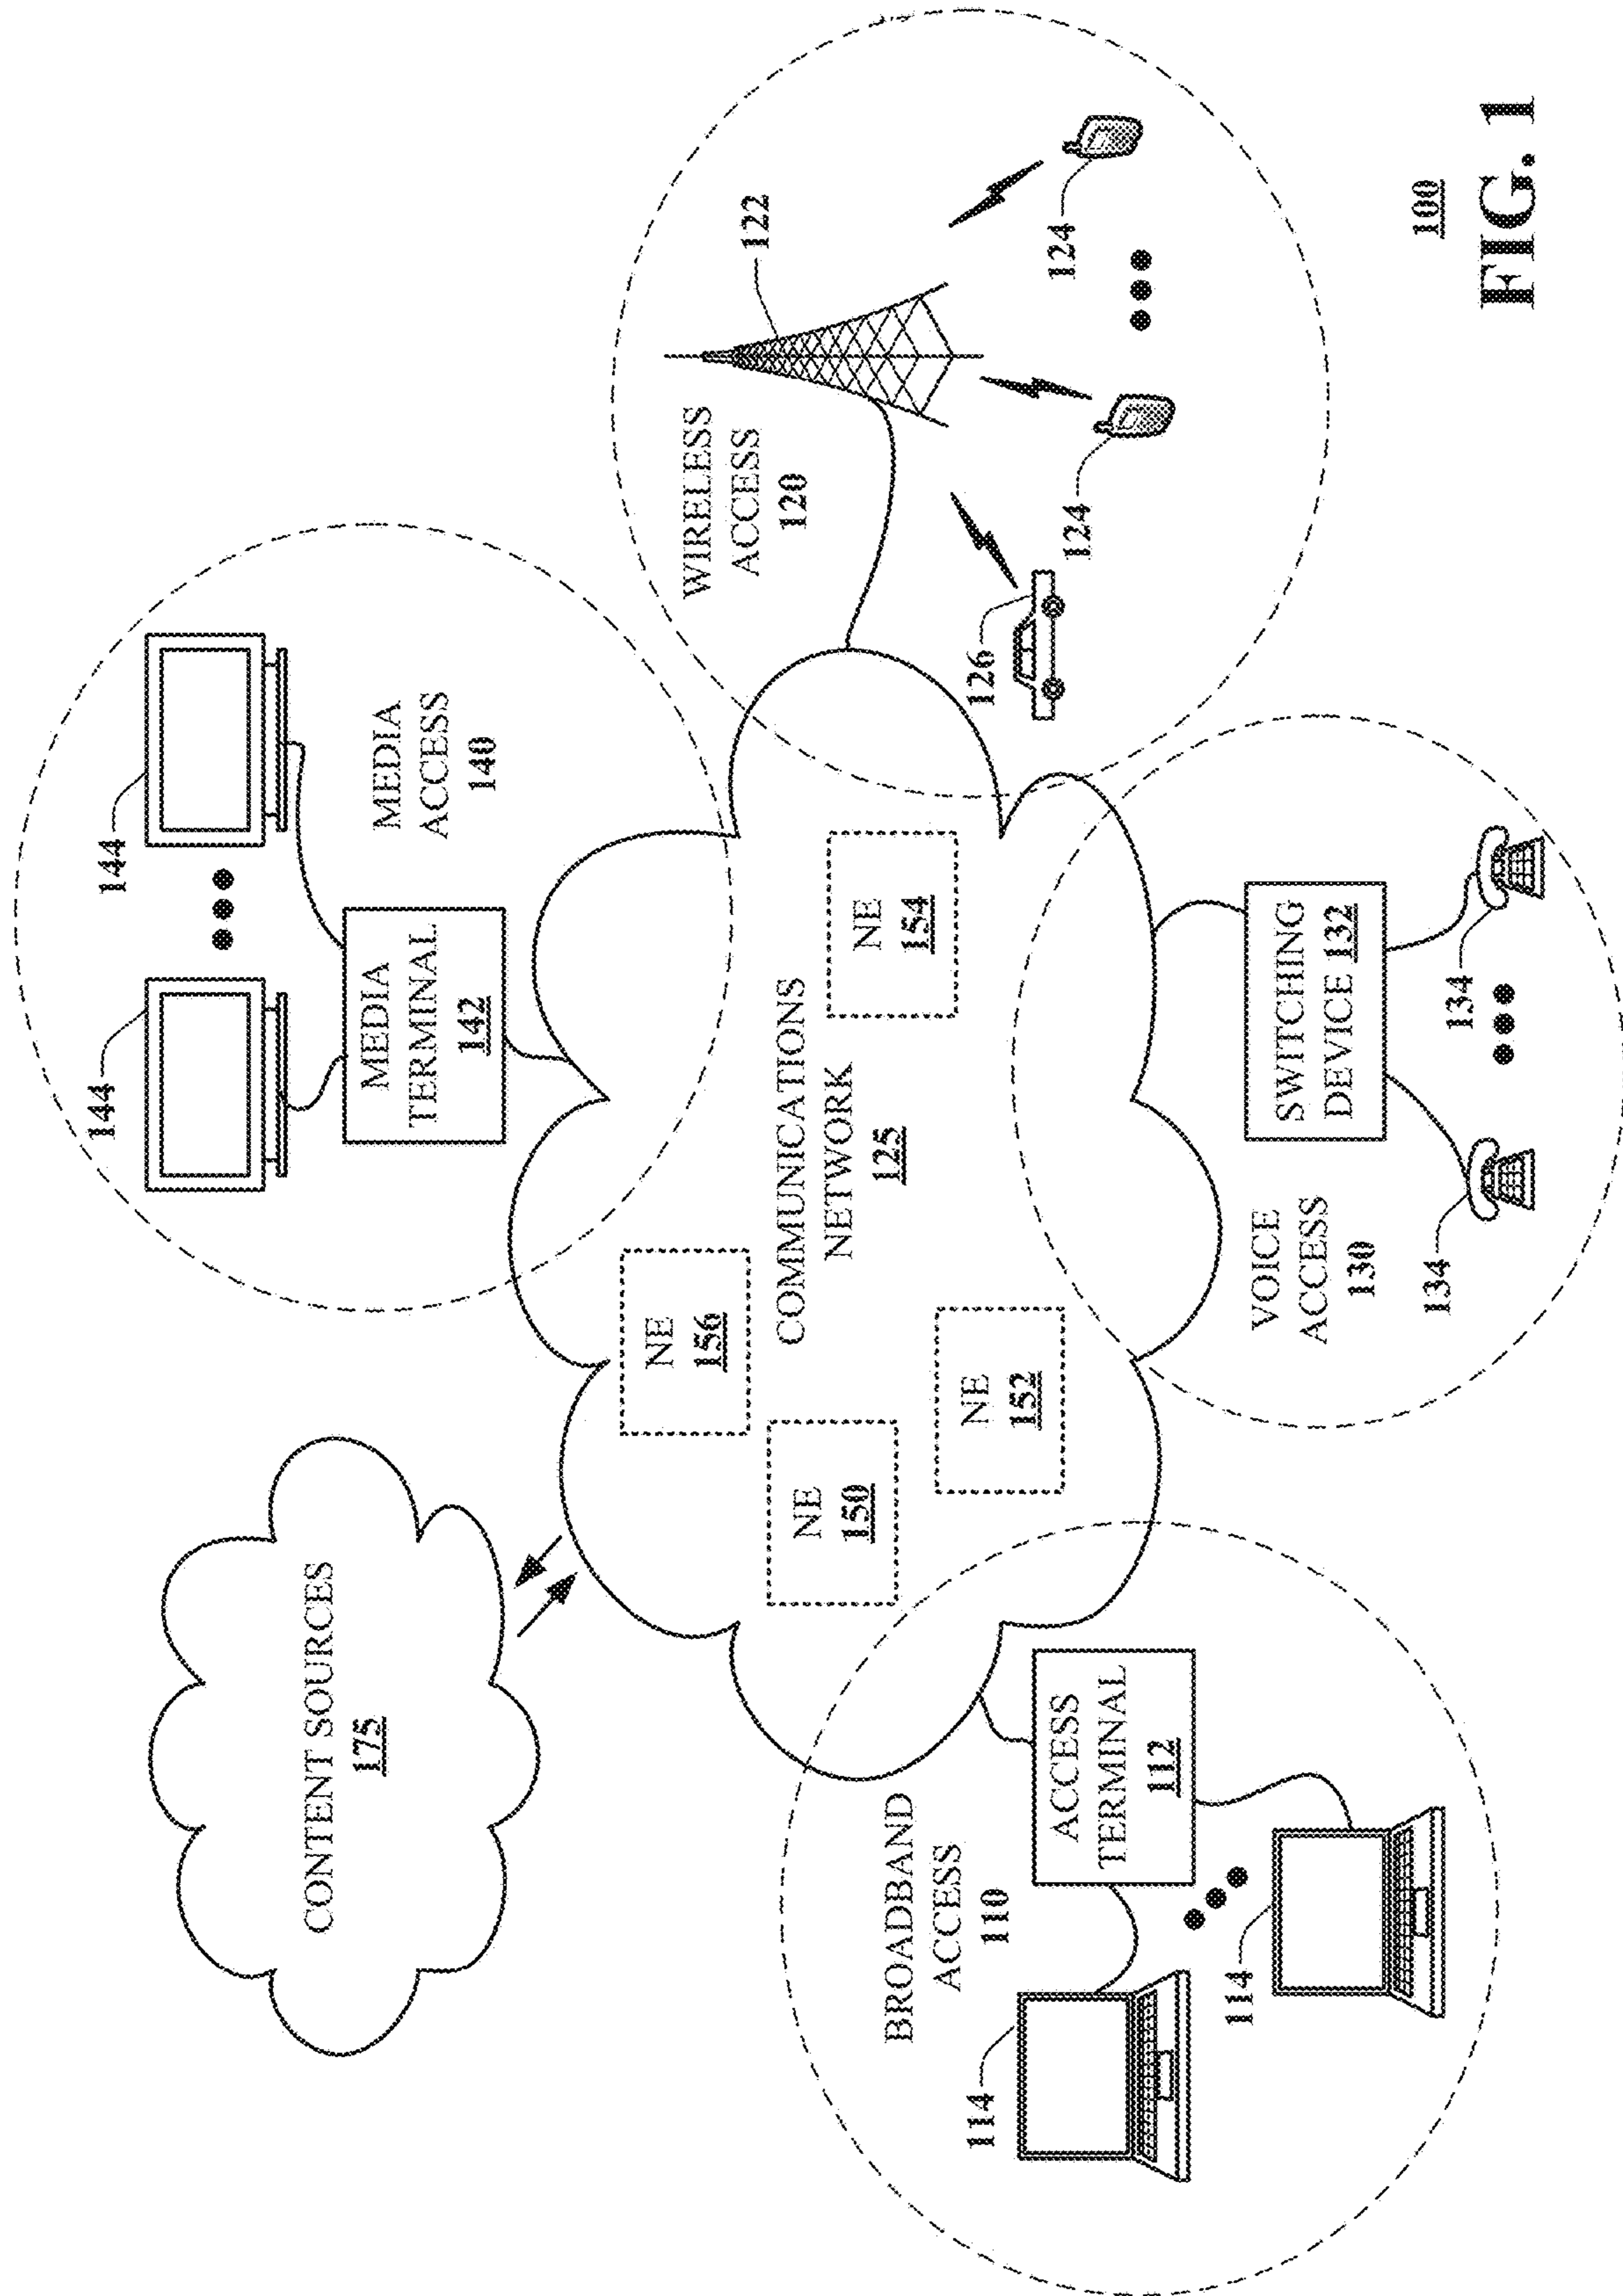 CONTENT SOURCES
175
144
144
MEDIA
TERMINAL
142
MEDIA
ACCESS
140
NE
156
NE
150
NE
152
COMMUNICATIONS
NETWORK
125
NE
154
WIRELESS
ACCESS
120
122
126
124
124
BROADBAND
ACCESS
110
ACCESS
TERMINAL
112
114
114
VOICE
ACCESS
130
SWITCHING
DEVICE 132
134
134
100
FIG. 1